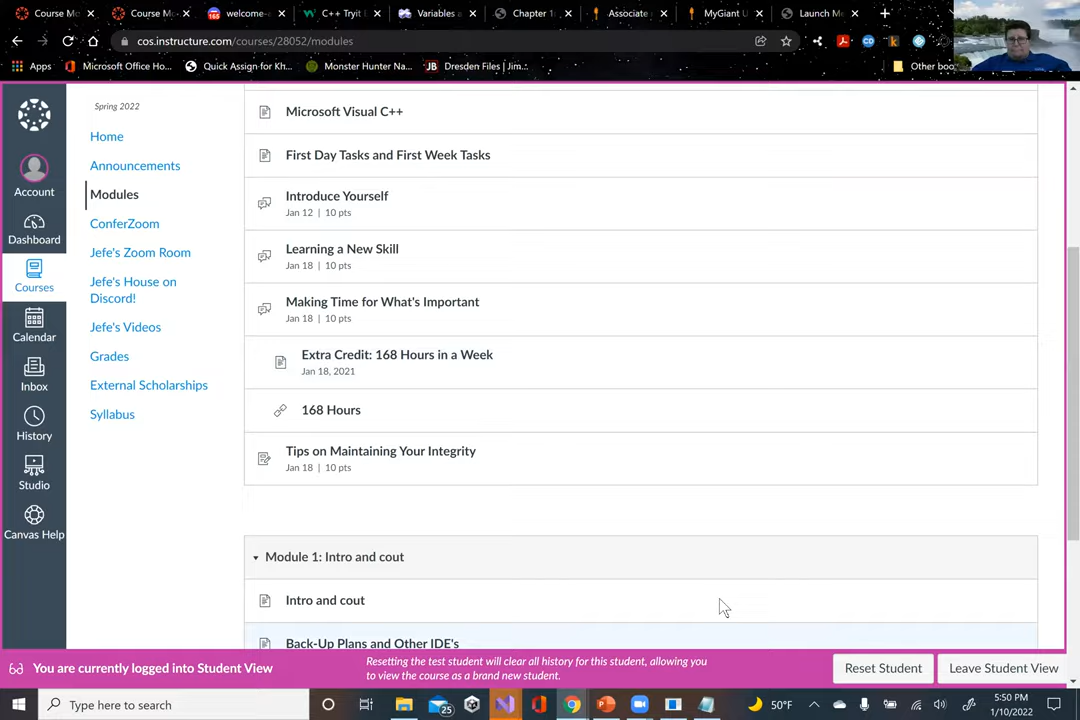 Course Mo
Course Mo
welcome-
C++ Tryit E
Variables a
Chapter 1
Associate
MyGiant U
Launch Me
cos.instructure.com/courses/28052/modules
Apps
Microsoft Office Ho...
Quick Assign for Kh...
Monster Hunter Na...
JB
Dresden Files | Jim...
Other boo
Spring 2022
Home
Announcements
Modules
ConferZoom
Jefe's Zoom Room
Jefe's House on
Discord!
Jefe's Videos
Grades
External Scholarships
Syllabus
Account
Dashboard
Courses
Calendar
Inbox
History
Studio
Canvas Help
Microsoft Visual C++
First Day Tasks and First Week Tasks
Introduce Yourself
Jan 12 | 10 pts
Learning a New Skill
Jan 18 | 10 pts
Making Time for What's Important
Jan 18 | 10 pts
Extra Credit: 168 Hours in a Week
Jan 18, 2021
168 Hours
Tips on Maintaining Your Integrity
Jan 18 | 10 pts
Module 1: Intro and cout
Intro and cout
Back-Up Plans and Other IDE's
You are currently logged into Student View
Resetting the test student will clear all history for this student, allowing you
to view the course as a brand new student.
Reset Student
Leave Student View
Type here to search
25
50°F
5:50 PM
1/10/2022